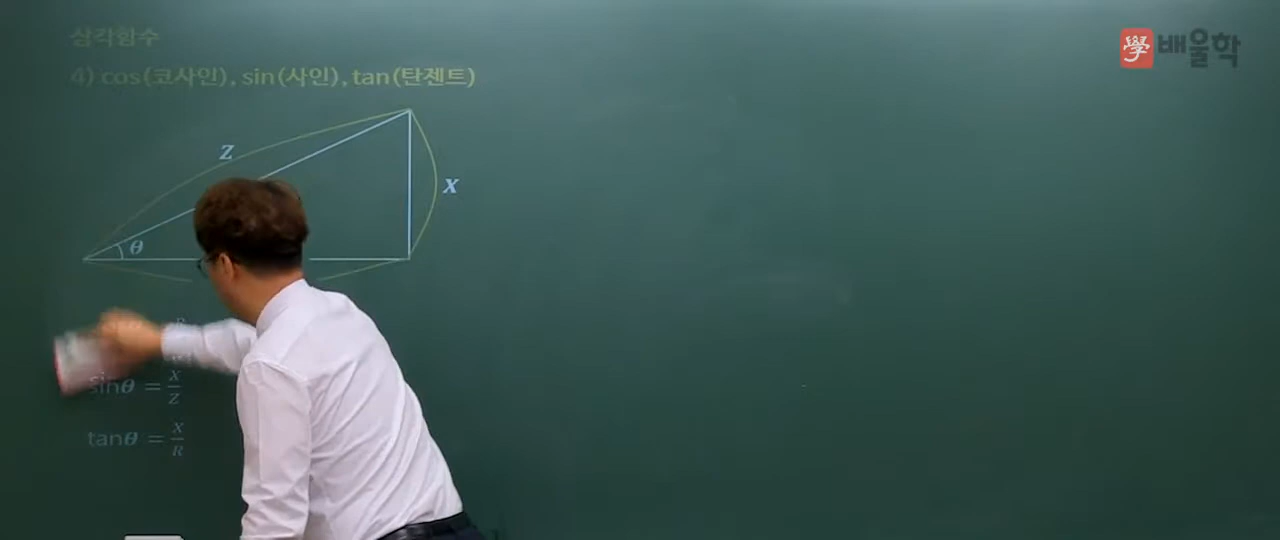 삼각함수
學 배울학
4) cos(코사인), sin(사인), tan(탄젠트)
Z
X
θ
sinθ = X/Z
tanθ = X/R